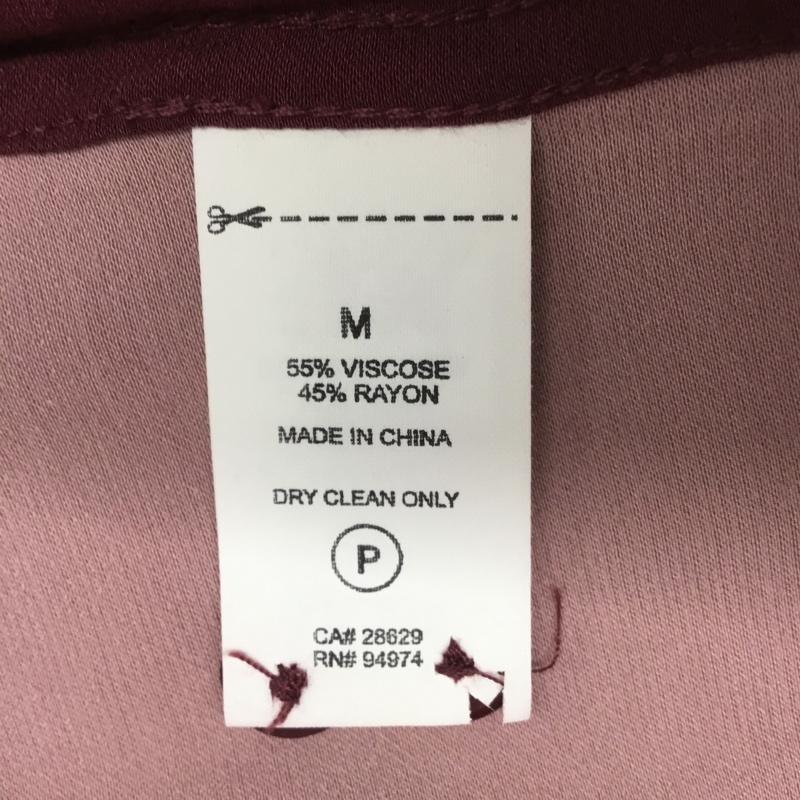 M
55% VISCOSE
45% RAYON
MADE IN CHINA
DRY CLEAN ONLY
P
CA# 28629
RN# 94974